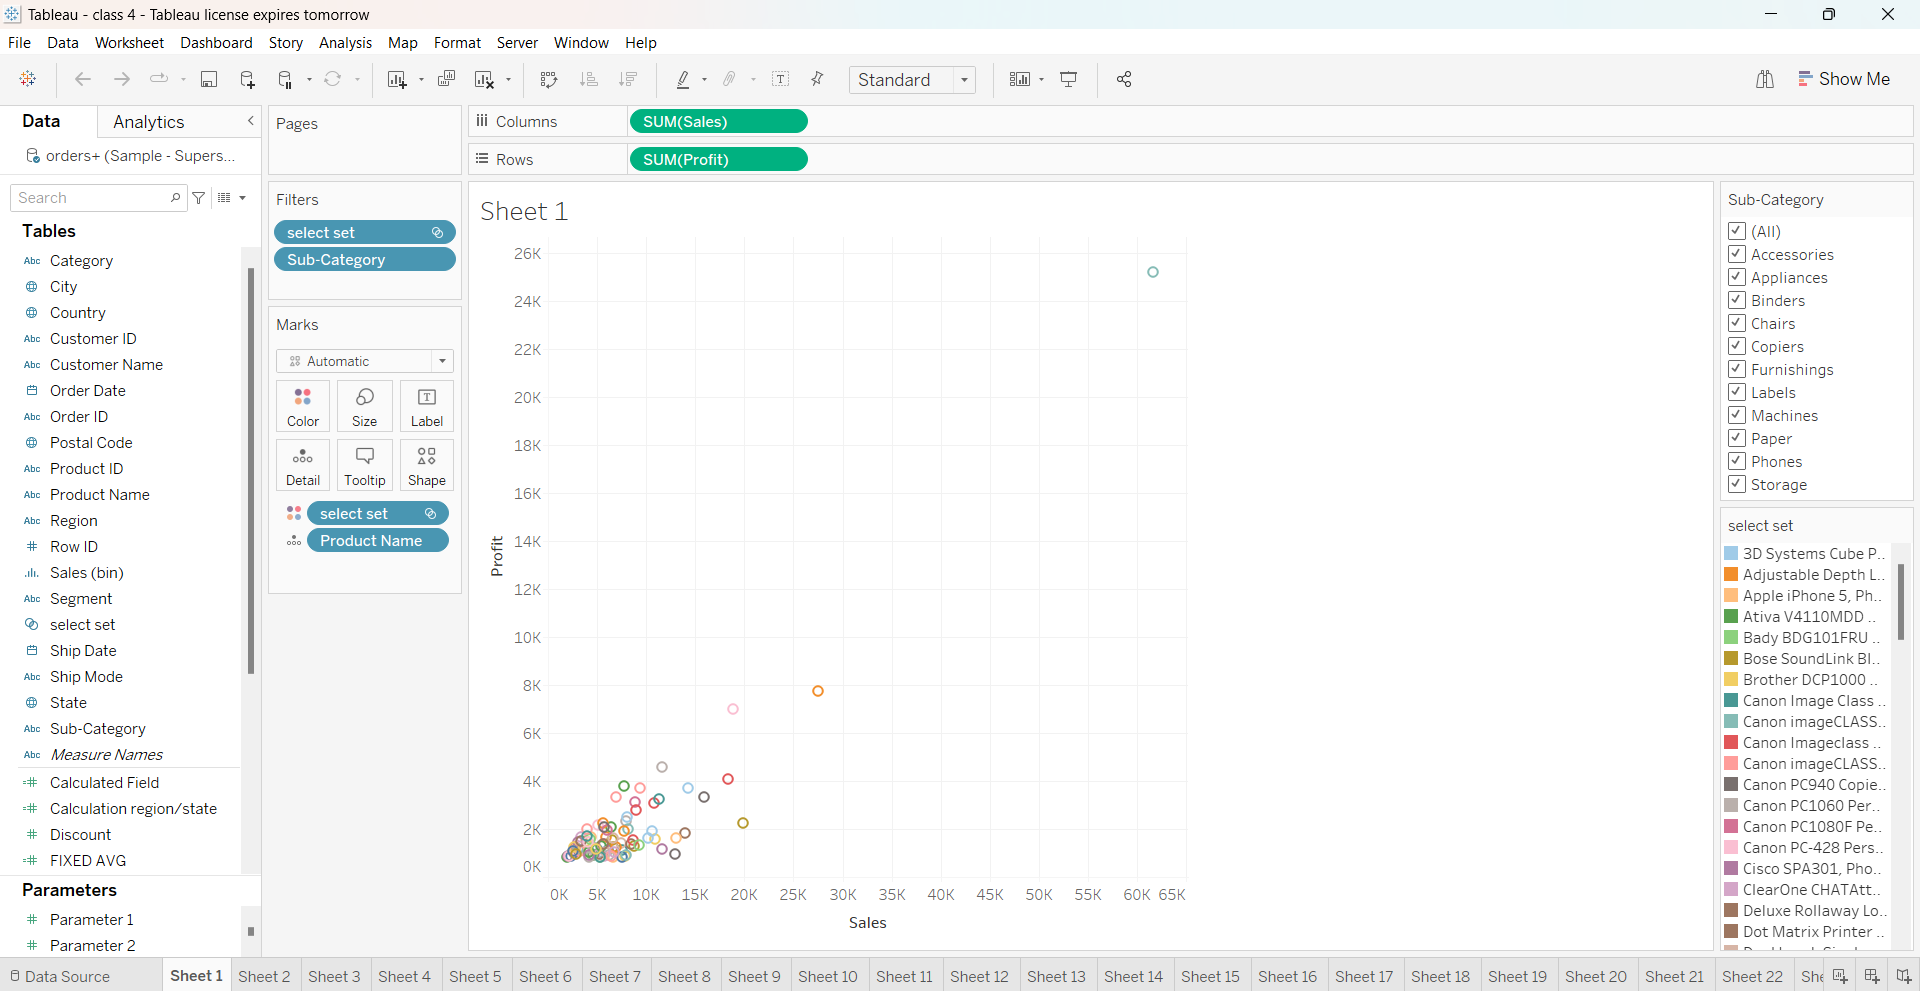 Tableau - class 4 - Tableau license expires tomorrow
File Data Worksheet Dashboard Story Analysis Map Format Server Window Help
Standard
Show Me
Data Analytics
orders+ (Sample - Supers...
Search
Tables
Abc Category
City
Country
Abc Customer ID
Abc Customer Name
Order Date
Abc Order ID
Postal Code
Abc Product ID
Abc Product Name
Abc Region
# Row ID
Sales (bin)
Abc Segment
select set
Ship Date
Abc Ship Mode
State
Abc Sub-Category
Abc Measure Names
=# Calculated Field
=# Calculation region/state
# Discount
=# FIXED AVG
Parameters
# Parameter 1
# Parameter 2
Pages
Filters
select set
Sub-Category
Marks
Automatic
Color Size Label
Detail Tooltip Shape
select set
Product Name
Columns SUM(Sales)
Rows SUM(Profit)
Sheet 1
26K
24K
22K
20K
18K
16K
14K
12K
10K
8K
6K
4K
2K
0K
Profit
0K 5K 10K 15K 20K 25K 30K 35K 40K 45K 50K 55K 60K 65K
Sales
Sub-Category
(All)
Accessories
Appliances
Binders
Chairs
Copiers
Furnishings
Labels
Machines
Paper
Phones
Storage
select set
3D Systems Cube P..
Adjustable Depth L..
Apple iPhone 5, Ph..
Ativa V4110MDD ..
Bady BDG101FRU ..
Bose SoundLink Bl..
Brother DCP1000 ..
Canon Image Class ..
Canon imageCLASS..
Canon Imageclass ..
Canon imageCLASS..
Canon PC940 Copie..
Canon PC1060 Per..
Canon PC1080F Pe..
Canon PC-428 Pers..
Cisco SPA301, Pho..
ClearOne CHATAtt..
Deluxe Rollaway Lo..
Dot Matrix Printer ..
Data Source Sheet 1 Sheet 2 Sheet 3 Sheet 4 Sheet 5 Sheet 6 Sheet 7 Sheet 8 Sheet 9 Sheet 10 Sheet 11 Sheet 12 Sheet 13 Sheet 14 Sheet 15 Sheet 16 Sheet 17 Sheet 18 Sheet 19 Sheet 20 Sheet 21 Sheet 22 She